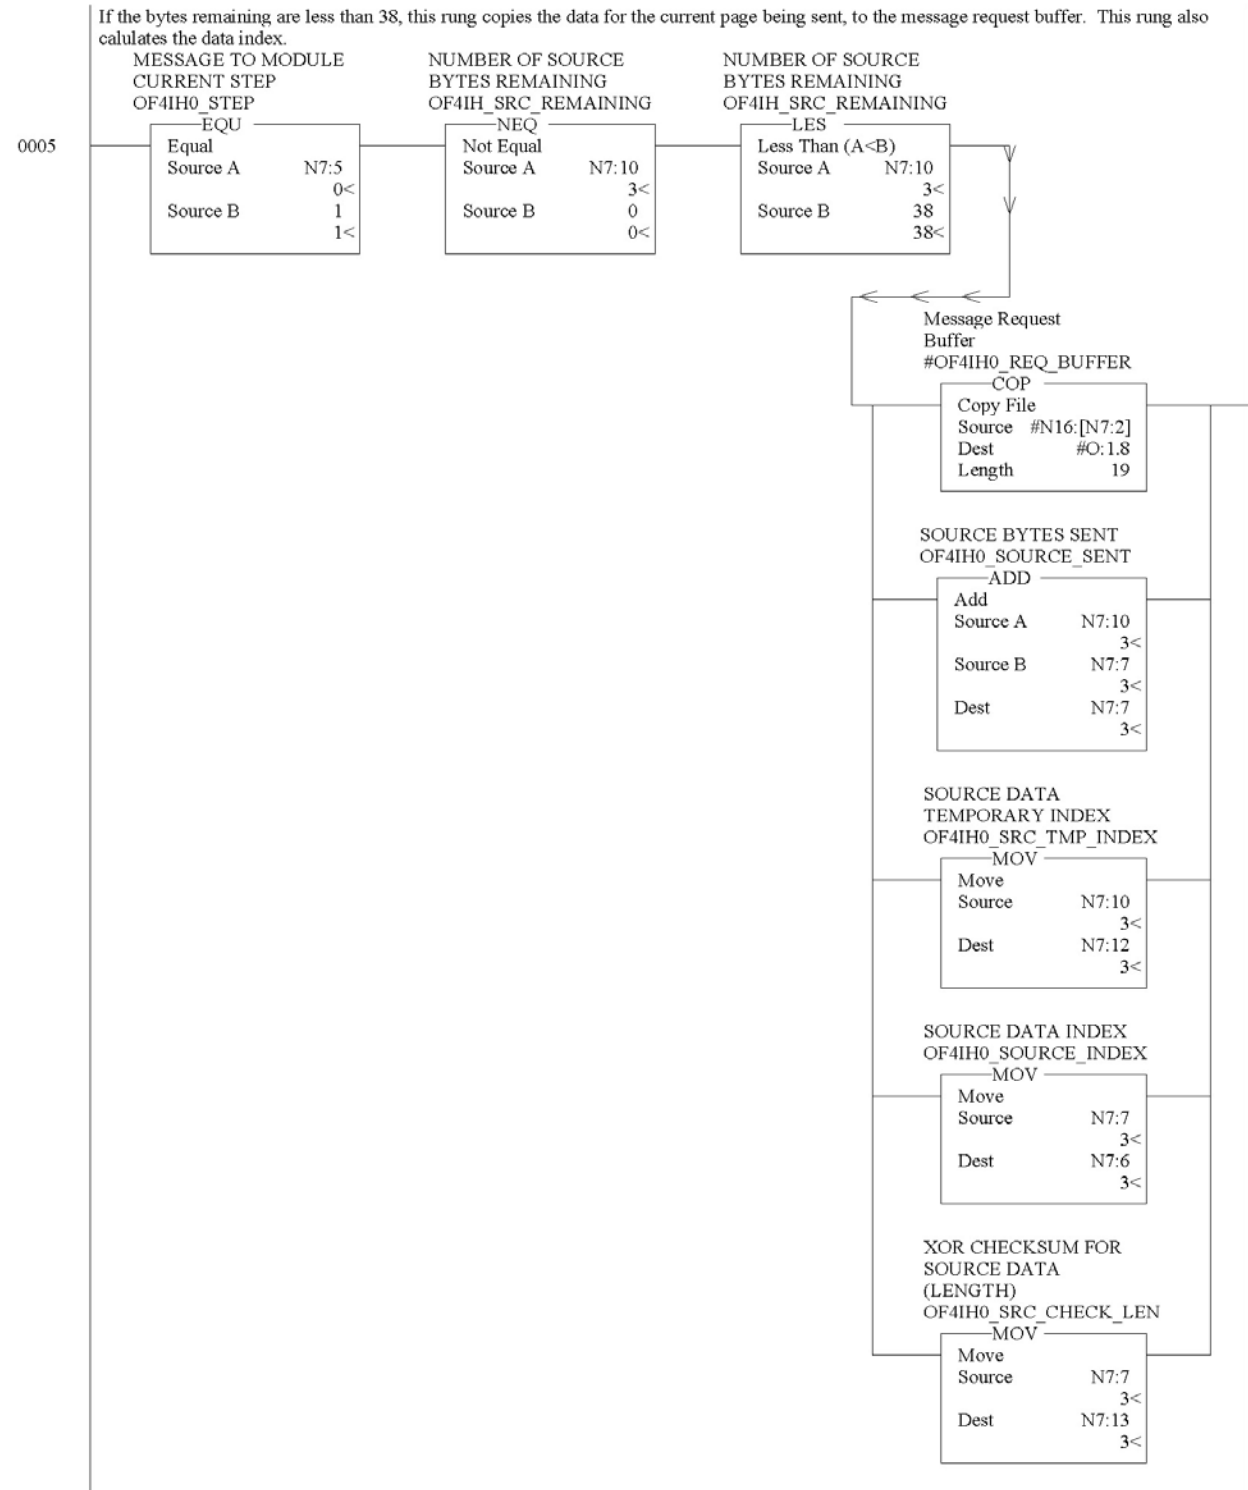 If the bytes remaining are less than 38, this rung copies the data for the current page being sent, to the message request buffer.  This rung also
calulates the data index.
MESSAGE TO MODULE
CURRENT STEP
OF4IH0_STEP
EQU
Equal
Source A N7:5
0<
Source B 1
1<
NUMBER OF SOURCE
BYTES REMAINING
OF4IH_SRC_REMAINING
NEQ
Not Equal
Source A N7:10
3<
Source B 0
0<
NUMBER OF SOURCE
BYTES REMAINING
OF4IH_SRC_REMAINING
LES
Less Than (A<B)
Source A N7:10
3<
Source B 38
38<
0005
Message Request
Buffer
#OF4IH0_REQ_BUFFER
COP
Copy File
Source #N16:[N7:2]
Dest #O:1.8
Length 19
SOURCE BYTES SENT
OF4IH0_SOURCE_SENT
ADD
Add
Source A N7:10
3<
Source B N7:7
3<
Dest N7:7
3<
SOURCE DATA
TEMPORARY INDEX
OF4IH0_SRC_TMP_INDEX
MOV
Move
Source N7:10
3<
Dest N7:12
3<
SOURCE DATA INDEX
OF4IH0_SOURCE_INDEX
MOV
Move
Source N7:7
3<
Dest N7:6
3<
XOR CHECKSUM FOR
SOURCE DATA
(LENGTH)
OF4IH0_SRC_CHECK_LEN
MOV
Move
Source N7:7
3<
Dest N7:13
3<